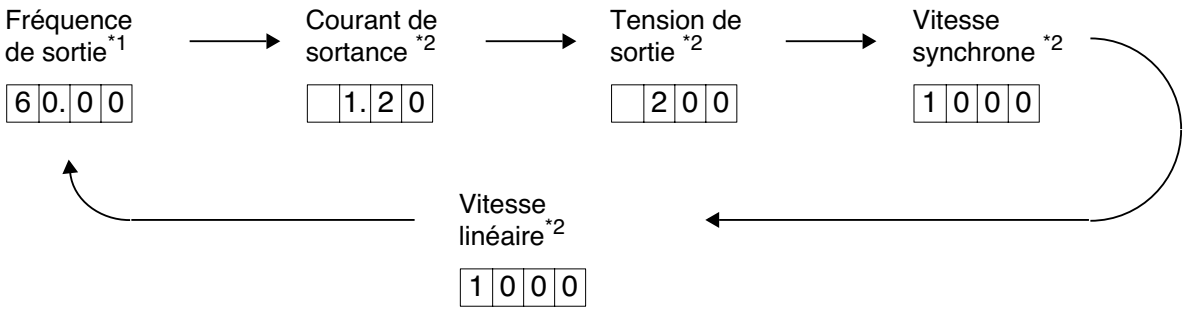 Fréquence
de sortie*1
60.00
Courant de
sortance *2
1.20
Tension de
sortie *2
200
Vitesse
synchrone *2
1000
Vitesse
linéaire*2
1000